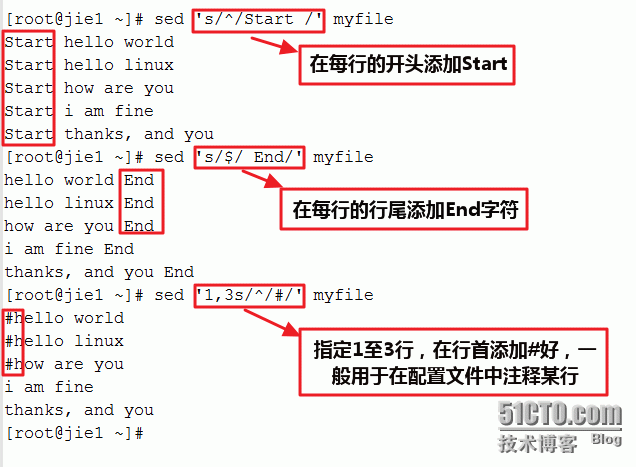 [root@jie1 ~]# sed 's/^/Start /' myfile
Start hello world
Start hello linux
Start how are you
Start i am fine
Start thanks, and you
在每行的开头添加Start
[root@jie1 ~]# sed 's/$/ End/' myfile
hello world End
hello linux End
how are you End
i am fine End
thanks, and you End
在每行的行尾添加End字符
[root@jie1 ~]# sed '1,3s/^/#/' myfile
#hello world
#hello linux
#how are you
i am fine
thanks, and you
[root@jie1 ~]#
指定1至3行，在行首添加#好，一
般用于在配置文件中注释某行
51CTO.com
技术博客 Blog